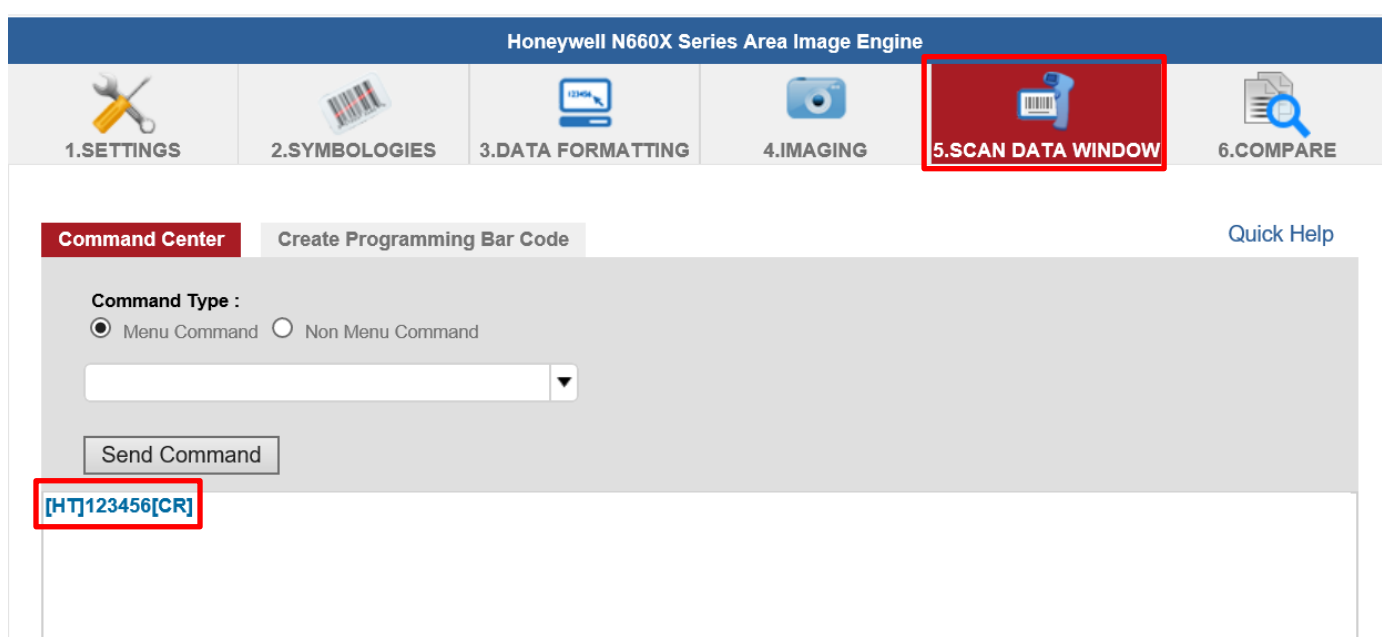 Honeywell N660X Series Area Image Engine
1.SETTINGS 2.SYMBOLOGIES 3.DATA FORMATTING 4.IMAGING 5.SCAN DATA WINDOW 6.COMPARE
Command Center Create Programming Bar Code Quick Help
Command Type :
Menu Command Non Menu Command
Send Command
[HT]123456[CR]